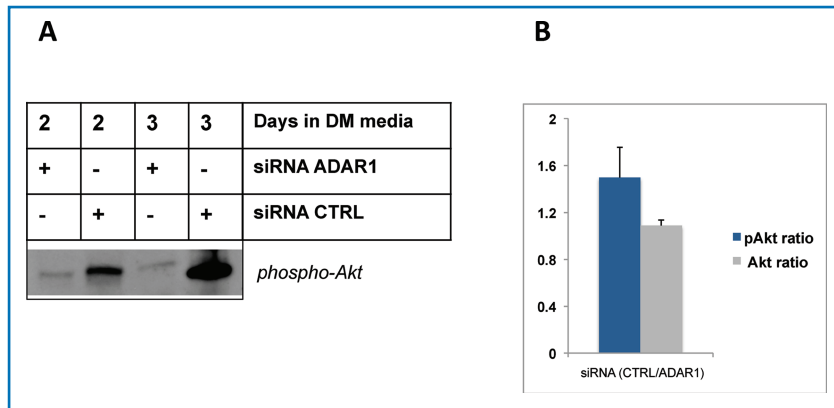 A
2 2 3 3 Days in DM media
+ - + - siRNA ADAR1
- + - + siRNA CTRL
phospho-Akt
B
2
1.6
1.2
0.8
0.4
0
siRNA (CTRL/ADAR1)
pAkt ratio
Akt ratio